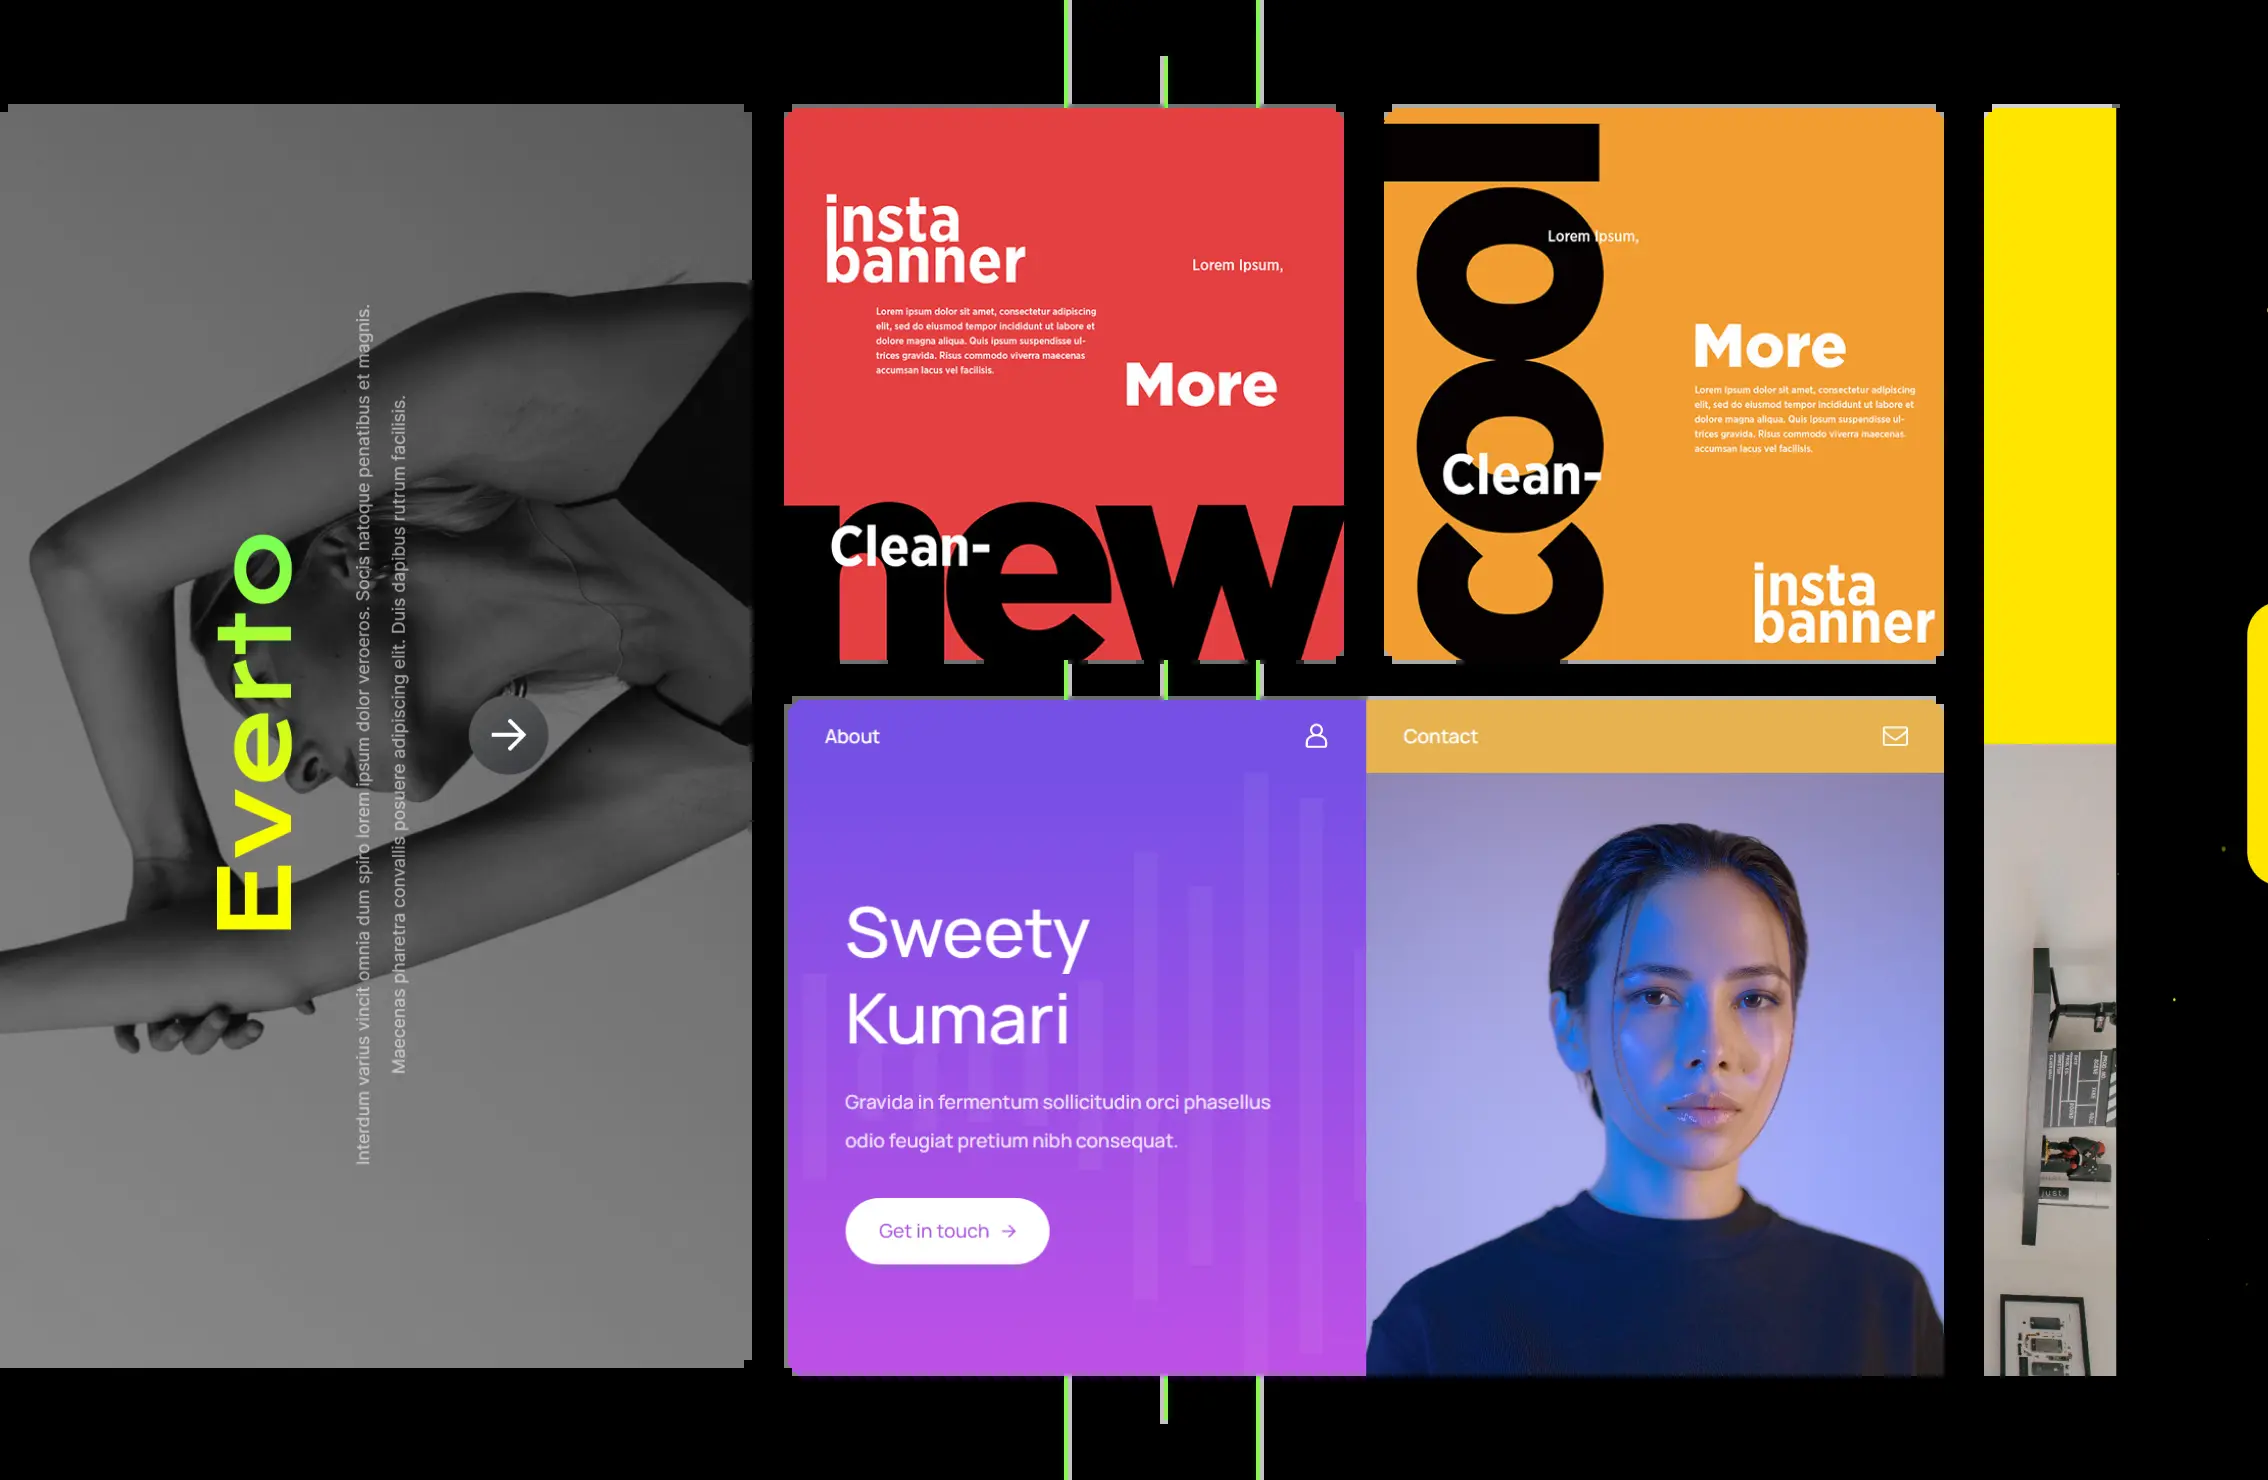 Everto
Interdum varius vincit omnia dum spiro lorem ipsum dolor veroeros. Socis natoque penatibus et magnis.
Maecenas pharetra convallis posuere adipiscing elit. Duis dapibus rutrum facilisis.
insta
banner
Lorem Ipsum,
Lorem ipsum dolor sit amet, consectetur adipiscing
elit, sed do eiusmod tempor incididunt ut labore et
dolore magna aliqua. Quis ipsum suspendisse ul-
trices gravida. Risus commodo viverra maecenas
accumsan lacus vel facilisis.
More
Clean-
new
cool
Lorem Ipsum,
More
Lorem ipsum dolor sit amet, consectetur adipiscing
elit, sed do eiusmod tempor incididunt ut labore et
dolore magna aliqua. Quis ipsum suspendisse ul-
trices gravida. Risus commodo viverra maecenas
accumsan lacus vel facilisis.
Clean-
insta
banner
About
Contact
Sweety
Kumari
Gravida in fermentum sollicitudin orci phasellus
odio feugiat pretium nibh consequat.
Get in touch